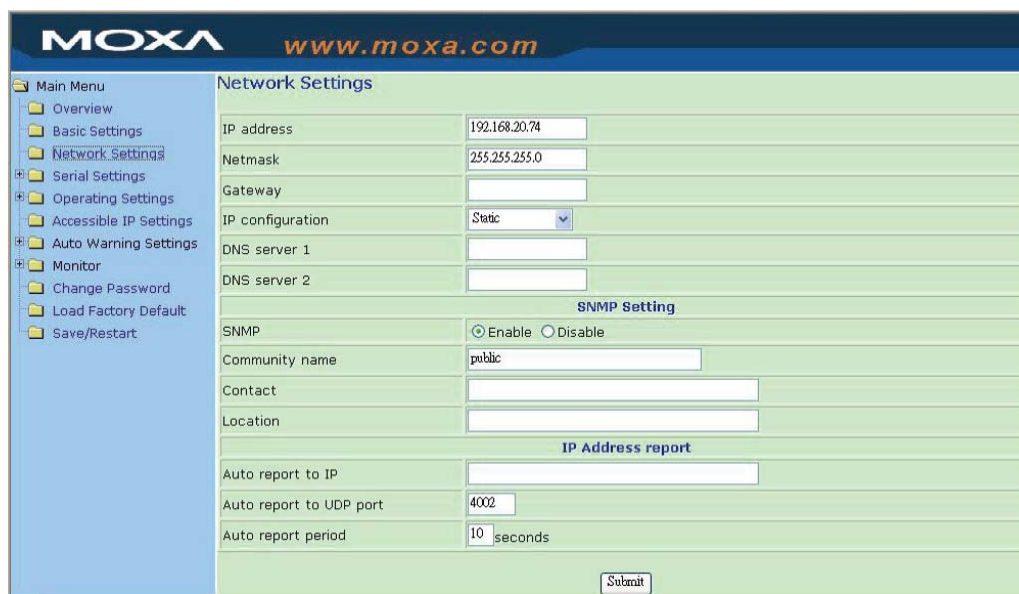 MOXA www.moxa.com
Main Menu
Overview
Basic Settings
Network Settings
Serial Settings
Operating Settings
Accessible IP Settings
Auto Warning Settings
Monitor
Change Password
Load Factory Default
Save/Restart
Network Settings
IP address 192.168.20.74
Netmask 255.255.255.0
Gateway
IP configuration Static
DNS server 1
DNS server 2
SNMP Setting
SNMP Enable Disable
Community name public
Contact
Location
IP Address report
Auto report to IP
Auto report to UDP port 4002
Auto report period 10 seconds
Submit